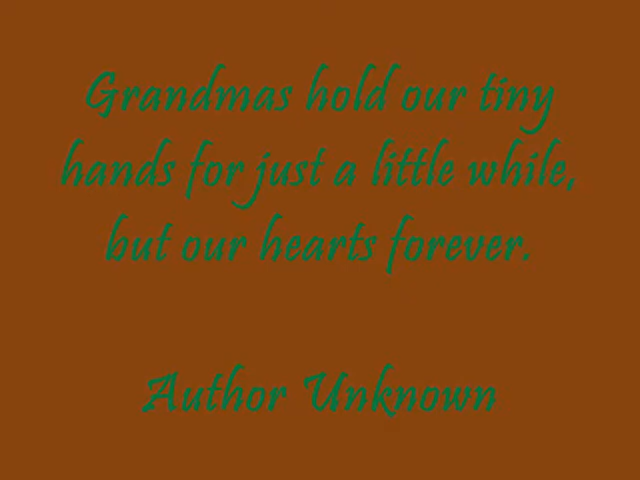 Grandmas hold our tiny
hands for just a little while,
but our hearts forever.
Author Unknown